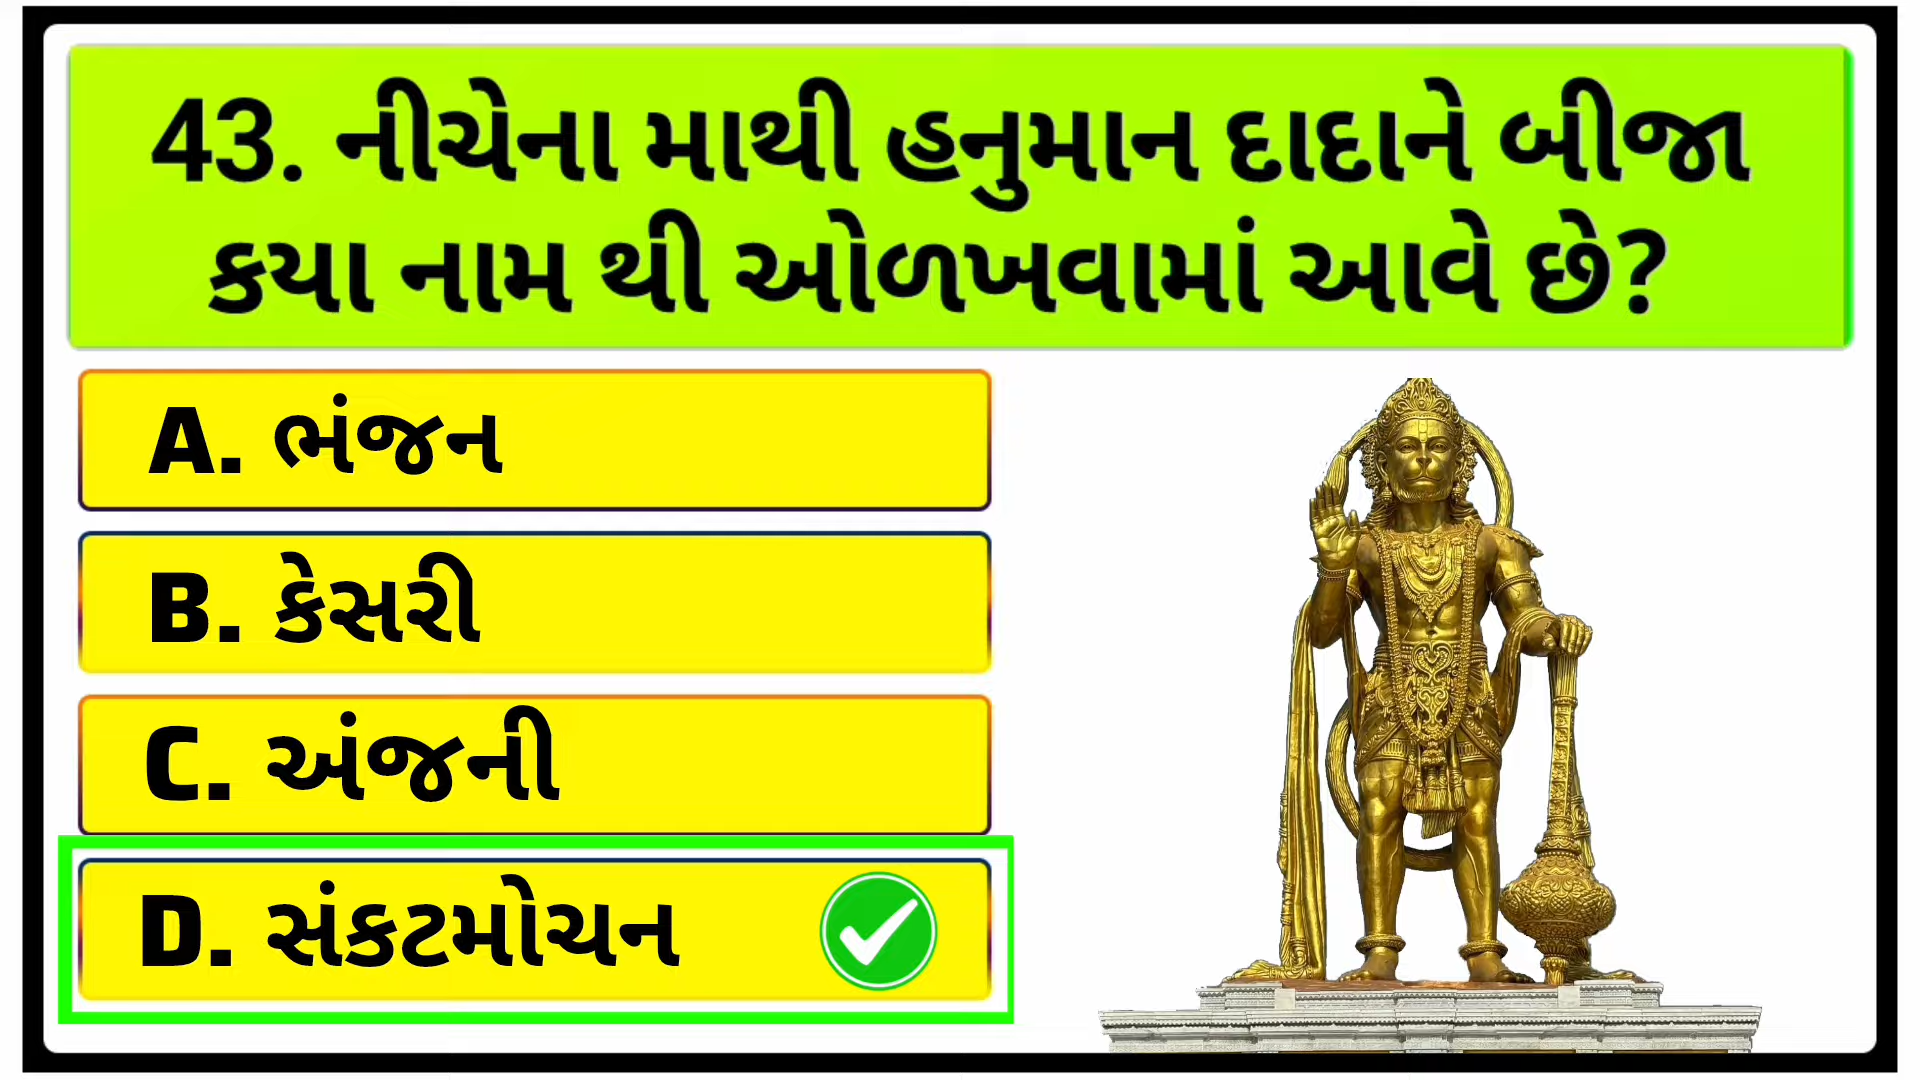 43. નીચેના માથી હનુમાન દાદાને બીજા
કયા નામ થી ઓળખવામાં આવે છે?
A. ભંજન
B. કેસરી
C. અંજની
D. સંકટમોચન